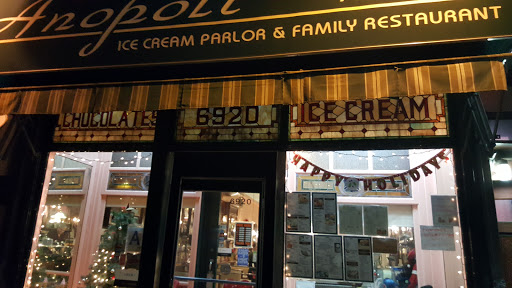 Anopoli
ICE CREAM PARLOR & FAMILY RESTAURANT
CHOCOLATES 6920 ICE CREAM
HAPPY HOLIDAYS
6920
A